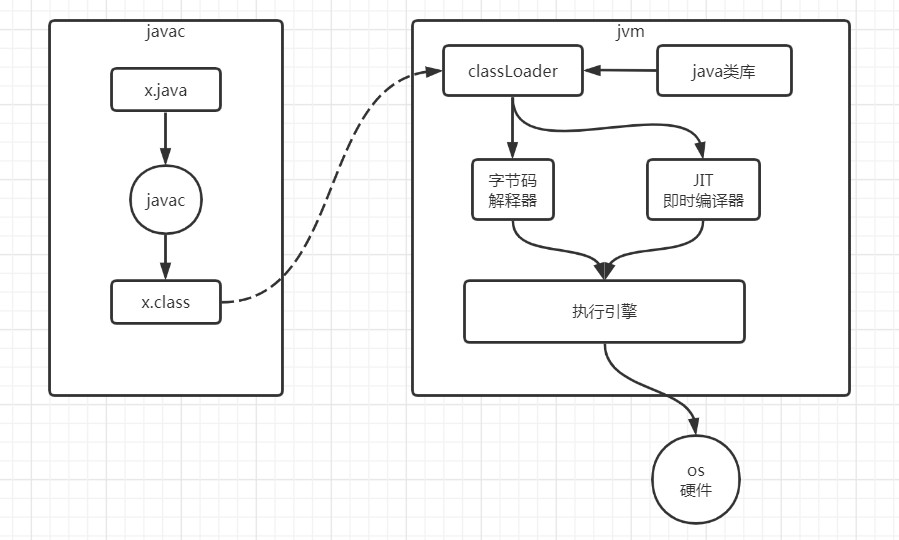 javac
x.java
javac
x.class
jvm
classLoader
java类库
字节码
解释器
JIT
即时编译器
执行引擎
os
硬件